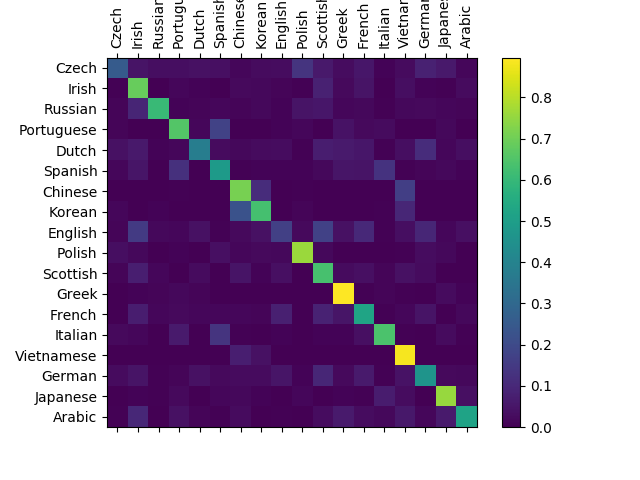 Czech
Irish
Russian
Portugu
Dutch
Spanish
Chinese
Korean
English
Polish
Scottish
Greek
French
Italian
Vietnam
German
Japanes
Arabic
Czech
Irish
Russian
Portuguese
Dutch
Spanish
Chinese
Korean
English
Polish
Scottish
Greek
French
Italian
Vietnamese
German
Japanese
Arabic
0.8
0.7
0.6
0.5
0.4
0.3
0.2
0.1
0.0